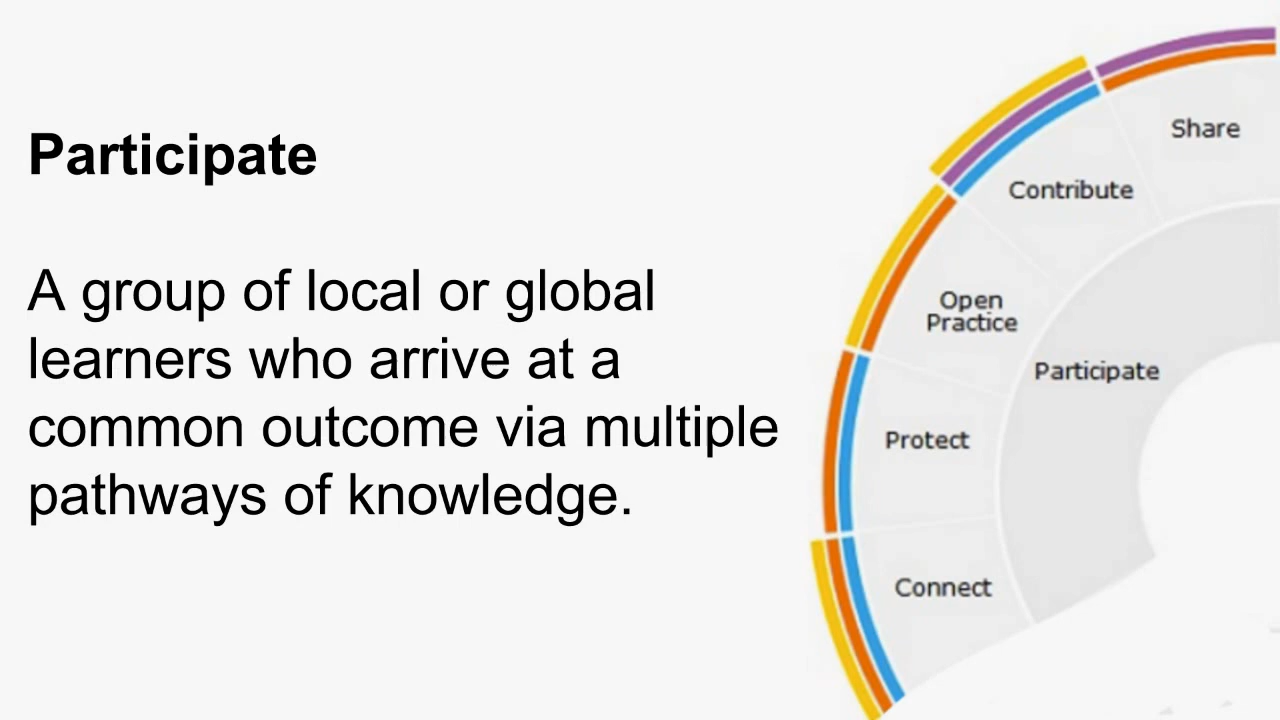 Participate
A group of local or global
learners who arrive at a
common outcome via multiple
pathways of knowledge.
Share
Contribute
Open
Practice
Participate
Protect
Connect